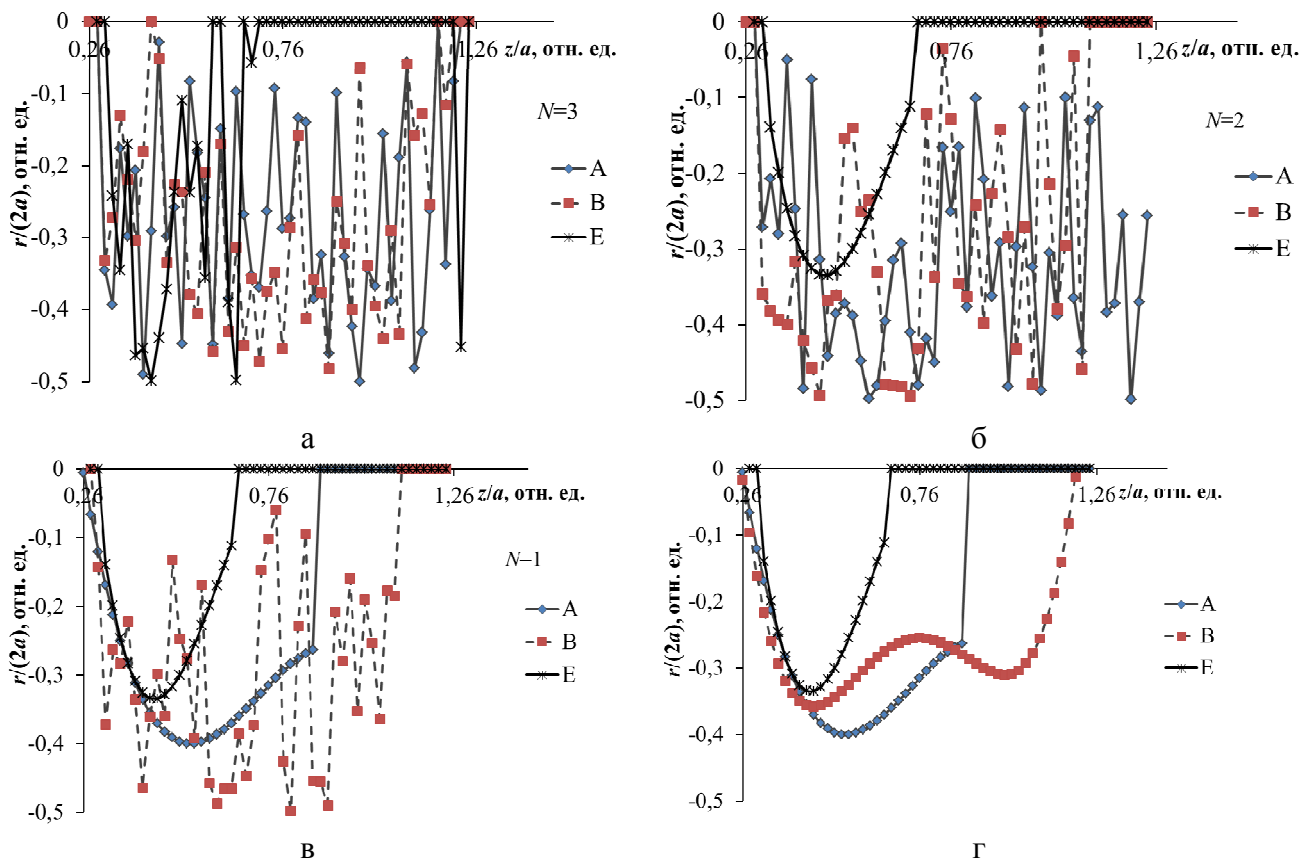 0
0,26
0,76
1,26
z/a, отн. ед.
-0,1
-0,2
-0,3
-0,4
-0,5
r/(2a), отн. ед.
N=3
A
B
E
а
0
0,26
0,76
1,26
z/a, отн. ед.
-0,1
-0,2
-0,3
-0,4
-0,5
r/(2a), отн. ед.
N=2
A
B
E
б
0
0,26
0,76
1,26
z/a, отн. ед.
-0,1
-0,2
-0,3
-0,4
-0,5
r/(2a), отн. ед.
N=1
A
B
E
в
0
0,26
0,76
1,26
z/a, отн. ед.
-0,1
-0,2
-0,3
-0,4
-0,5
r/(2a), отн. ед.
A
B
E
г